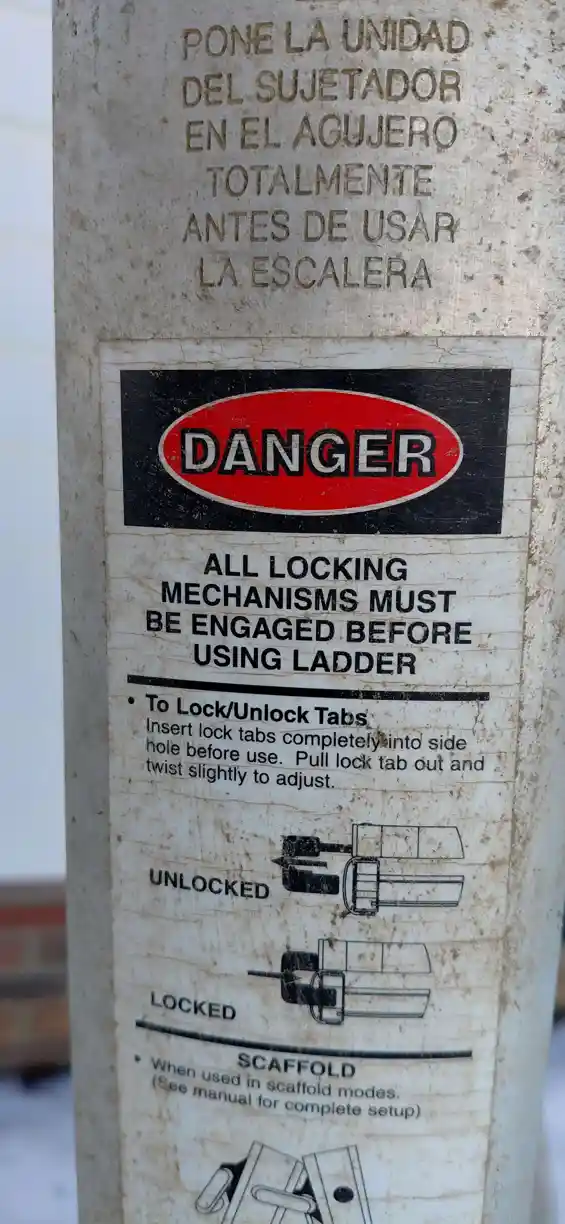 PONE LA UNIDAD
DEL SUJETADOR
EN EL AGUJERO
TOTALMENTE
ANTES DE USAR
LA ESCALERA
DANGER
ALL LOCKING
MECHANISMS MUST
BE ENGAGED BEFORE
USING LADDER
• To Lock/Unlock Tabs
Insert lock tabs completely into side
hole before use. Pull lock tab out and
twist slightly to adjust.
UNLOCKED
LOCKED
SCAFFOLD
• When used in scaffold modes.
(See manual for complete setup)